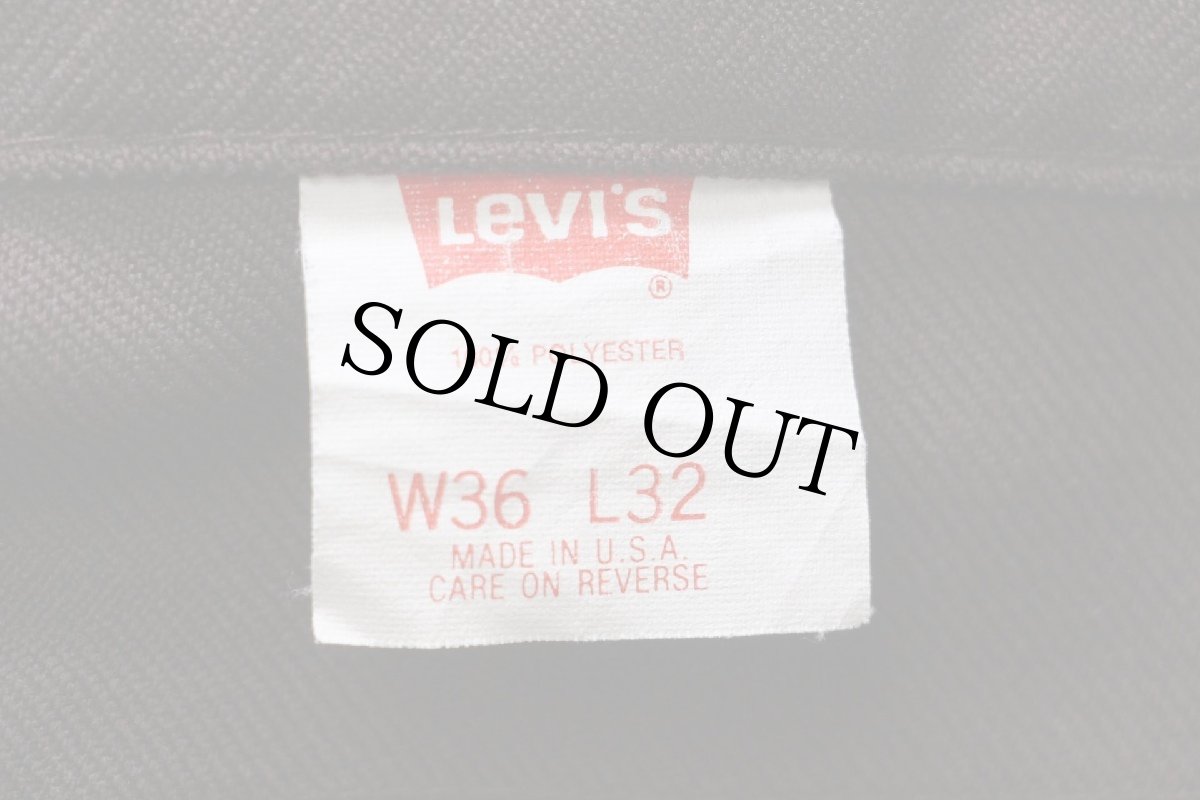 Levi's
®
100% POLYESTER
SOLD OUT
W36 L32
MADE IN U.S.A.
CARE ON REVERSE